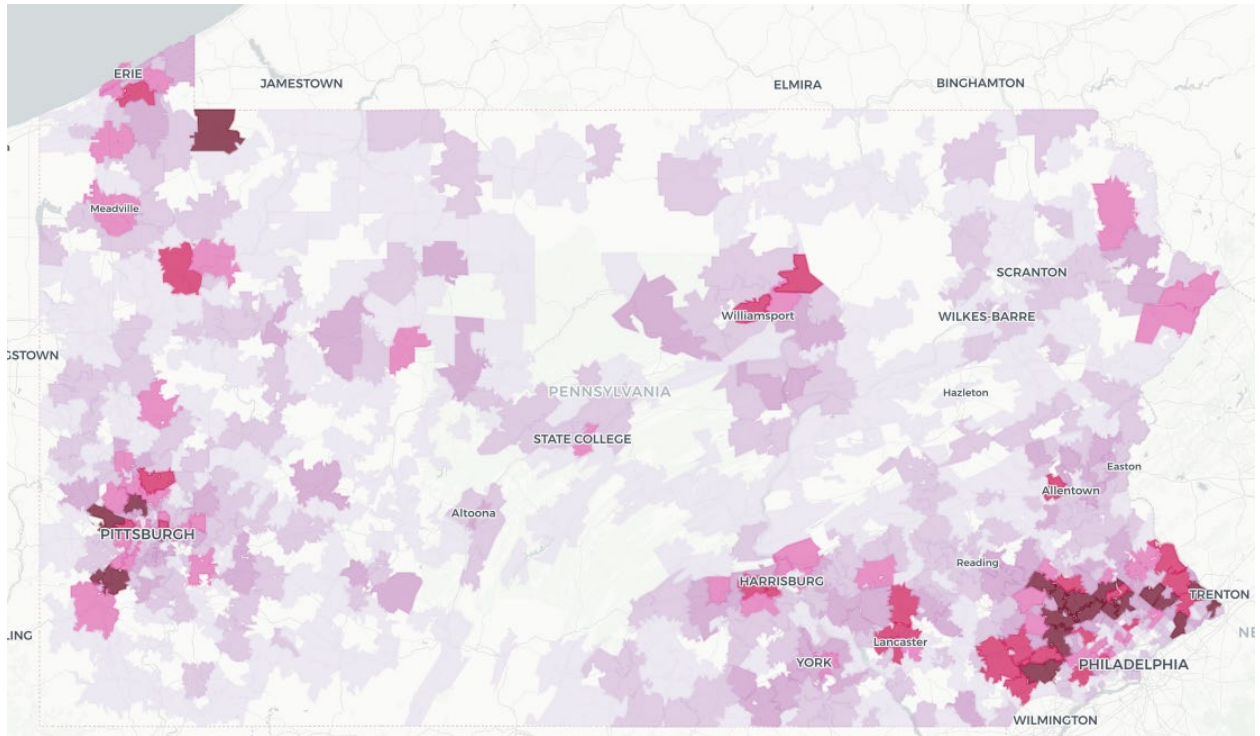 ERIE
JAMESTOWN
ELMIRA
BINGHAMTON
Meadville
SCRANTON
Williamsport
WILKES-BARRE
GSTOWN
PENNSYLVANIA
Hazleton
STATE COLLEGE
Easton
Allentown
Altoona
PITTSBURGH
Reading
HARRISBURG
TRENTON
LING
NE
Lancaster
YORK
PHILADELPHIA
WILMINGTON